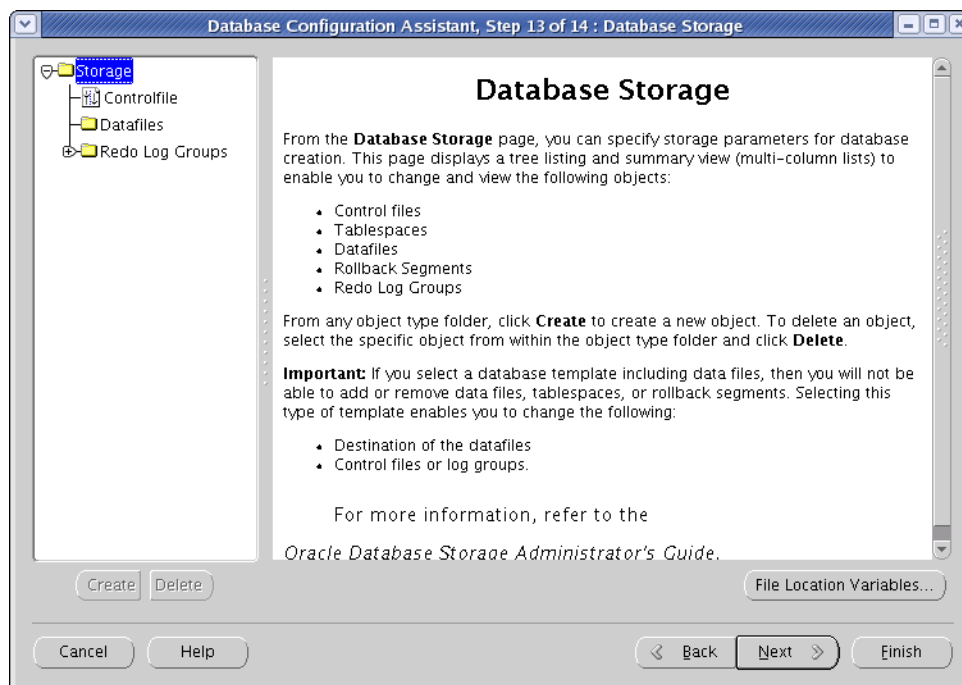 Database Configuration Assistant, Step 13 of 14 : Database Storage
Storage
Controlfile
Datafiles
Redo Log Groups
Database Storage
From the Database Storage page, you can specify storage parameters for database
creation. This page displays a tree listing and summary view (multi-column lists) to
enable you to change and view the following objects:
Control files
Tablespaces
Datafiles
Rollback Segments
Redo Log Groups
From any object type folder, click Create to create a new object. To delete an object,
select the specific object from within the object type folder and click Delete.
Important: If you select a database template including data files, then you will not be
able to add or remove data files, tablespaces, or rollback segments. Selecting this
type of template enables you to change the following:
Destination of the datafiles
Control files or log groups.
For more information, refer to the
Oracle Database Storage Administrator's Guide.
Create Delete File Location Variables...
Cancel Help Back Next Finish